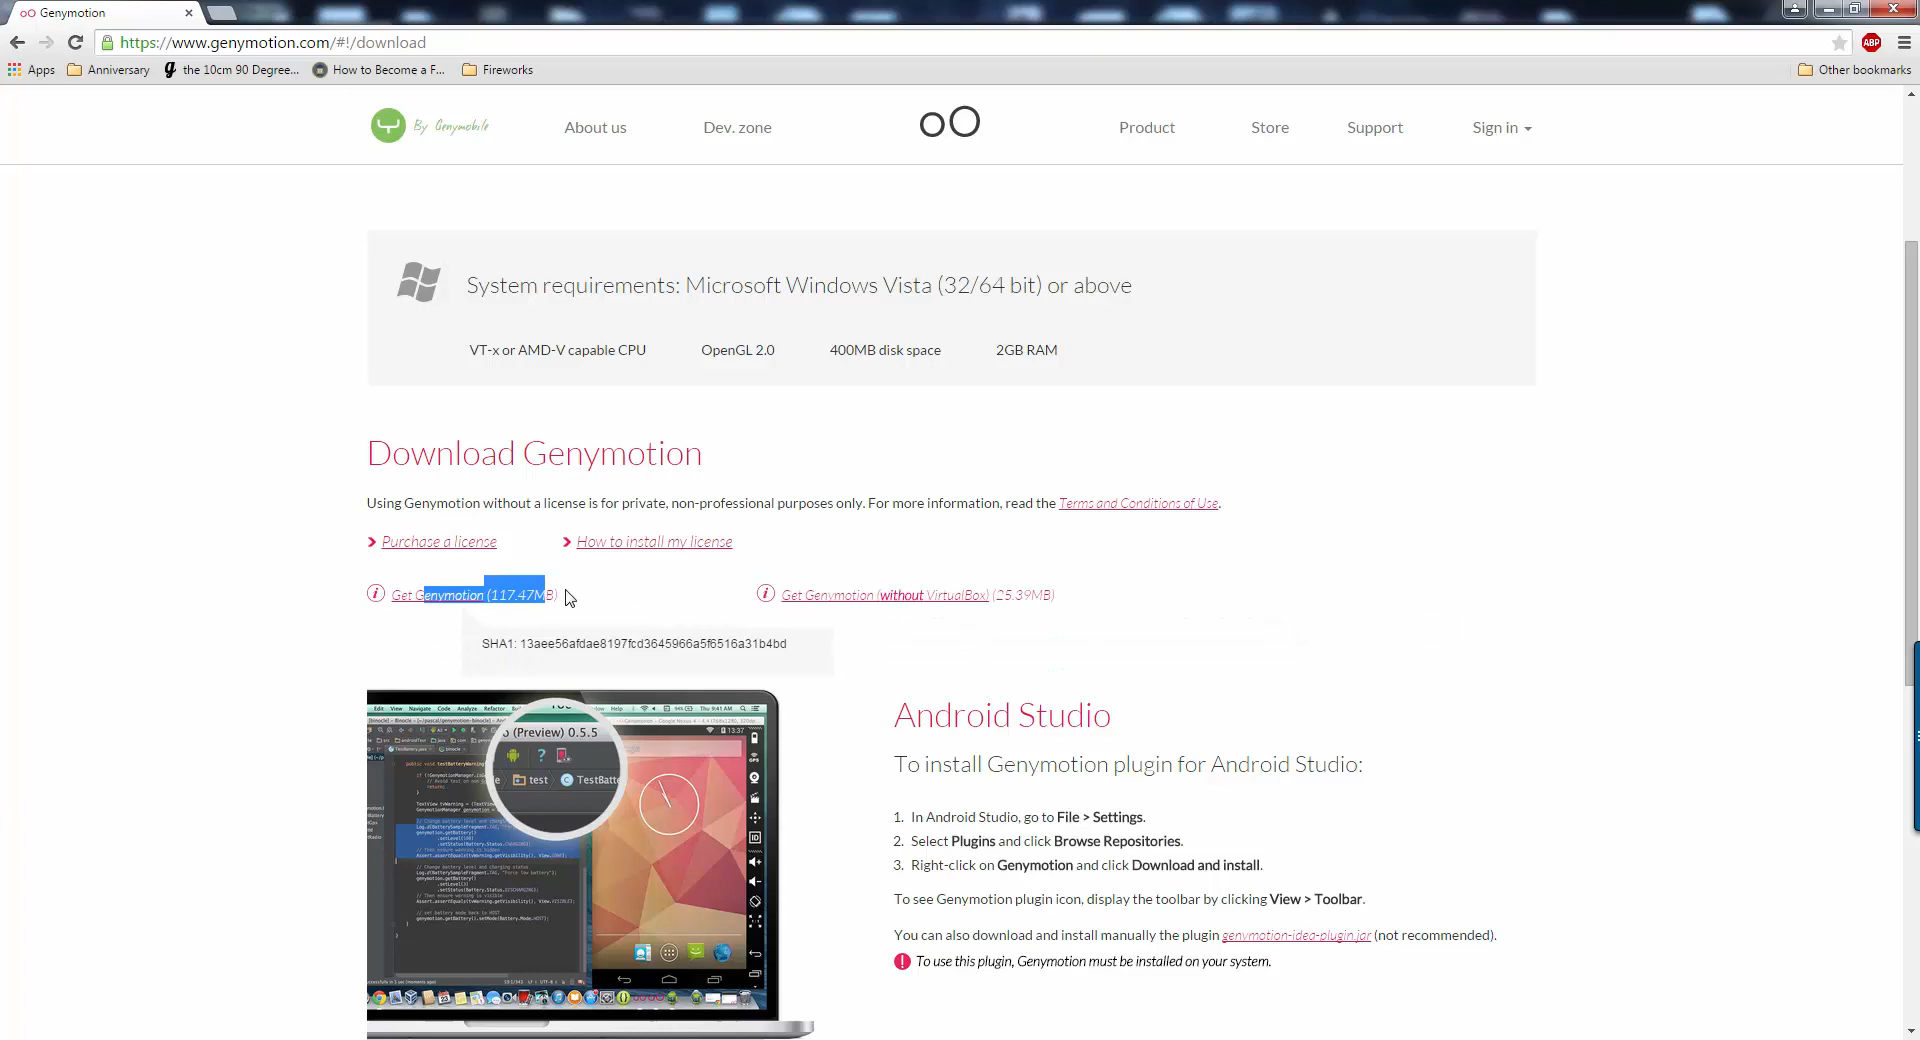 Genymotion
https://www.genymotion.com/#!/download
ABP
Apps
Anniversary
the 10cm 90 Degree...
How to Become a F...
Fireworks
Other bookmarks
By Genymobile
About us
Dev. zone
Product
Store
Support
Sign in
System requirements: Microsoft Windows Vista (32/64 bit) or above
VT-x or AMD-V capable CPU
OpenGL 2.0
400MB disk space
2GB RAM
Download Genymotion
Using Genymotion without a license is for private, non-professional purposes only. For more information, read the Terms and Conditions of Use.
Purchase a license
How to install my license
Get Genymotion (117.47MB)
Get Genymotion (without VirtualBox) (25.39MB)
SHA1: 13aee56afdae8197fcd3645966a5f6516a31b4bd
(Preview) 0.5.5
test
TestBatte
Android Studio
To install Genymotion plugin for Android Studio:
1. In Android Studio, go to File > Settings.
2. Select Plugins and click Browse Repositories.
3. Right-click on Genymotion and click Download and install.
To see Genymotion plugin icon, display the toolbar by clicking View > Toolbar.
You can also download and install manually the plugin genymotion-idea-plugin.jar (not recommended).
To use this plugin, Genymotion must be installed on your system.